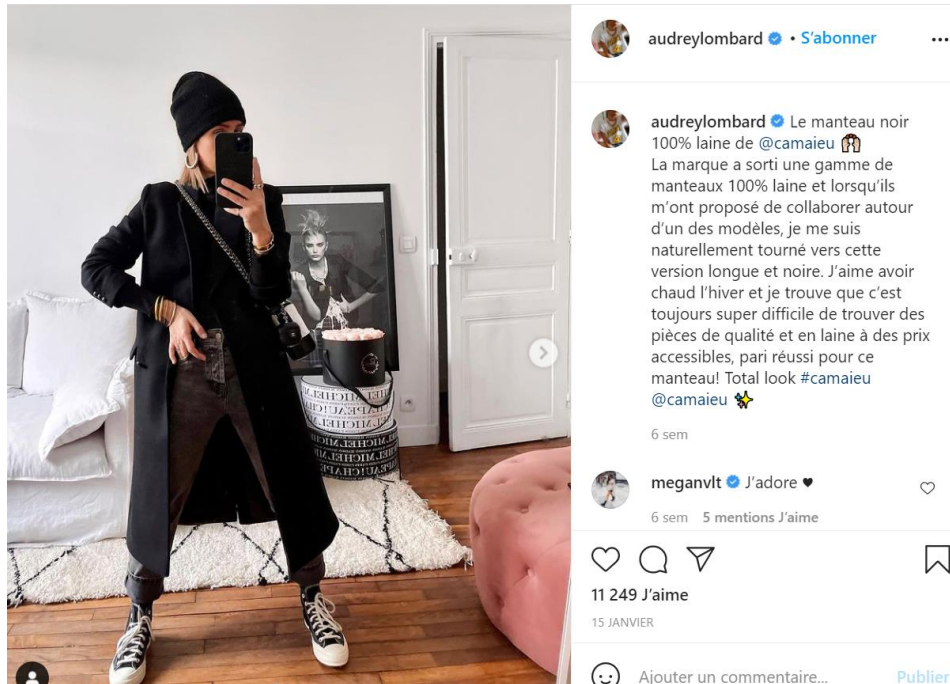 audreylombard • S'abonner
audreylombard Le manteau noir
100% laine de @camaieu
La marque a sorti une gamme de
manteaux 100% laine et lorsqu'ils
m'ont proposé de collaborer autour
d'un des modèles, je me suis
naturellement tourné vers cette
version longue et noire. J'aime avoir
chaud l'hiver et je trouve que c'est
toujours super difficile de trouver des
pièces de qualité et en laine à des prix
accessibles, pari réussi pour ce
manteau! Total look #camaieu
@camaieu ✨
6 sem
meganvlt J'adore ♥
6 sem 5 mentions J'aime
11 249 J'aime
15 JANVIER
Ajouter un commentaire... Publier